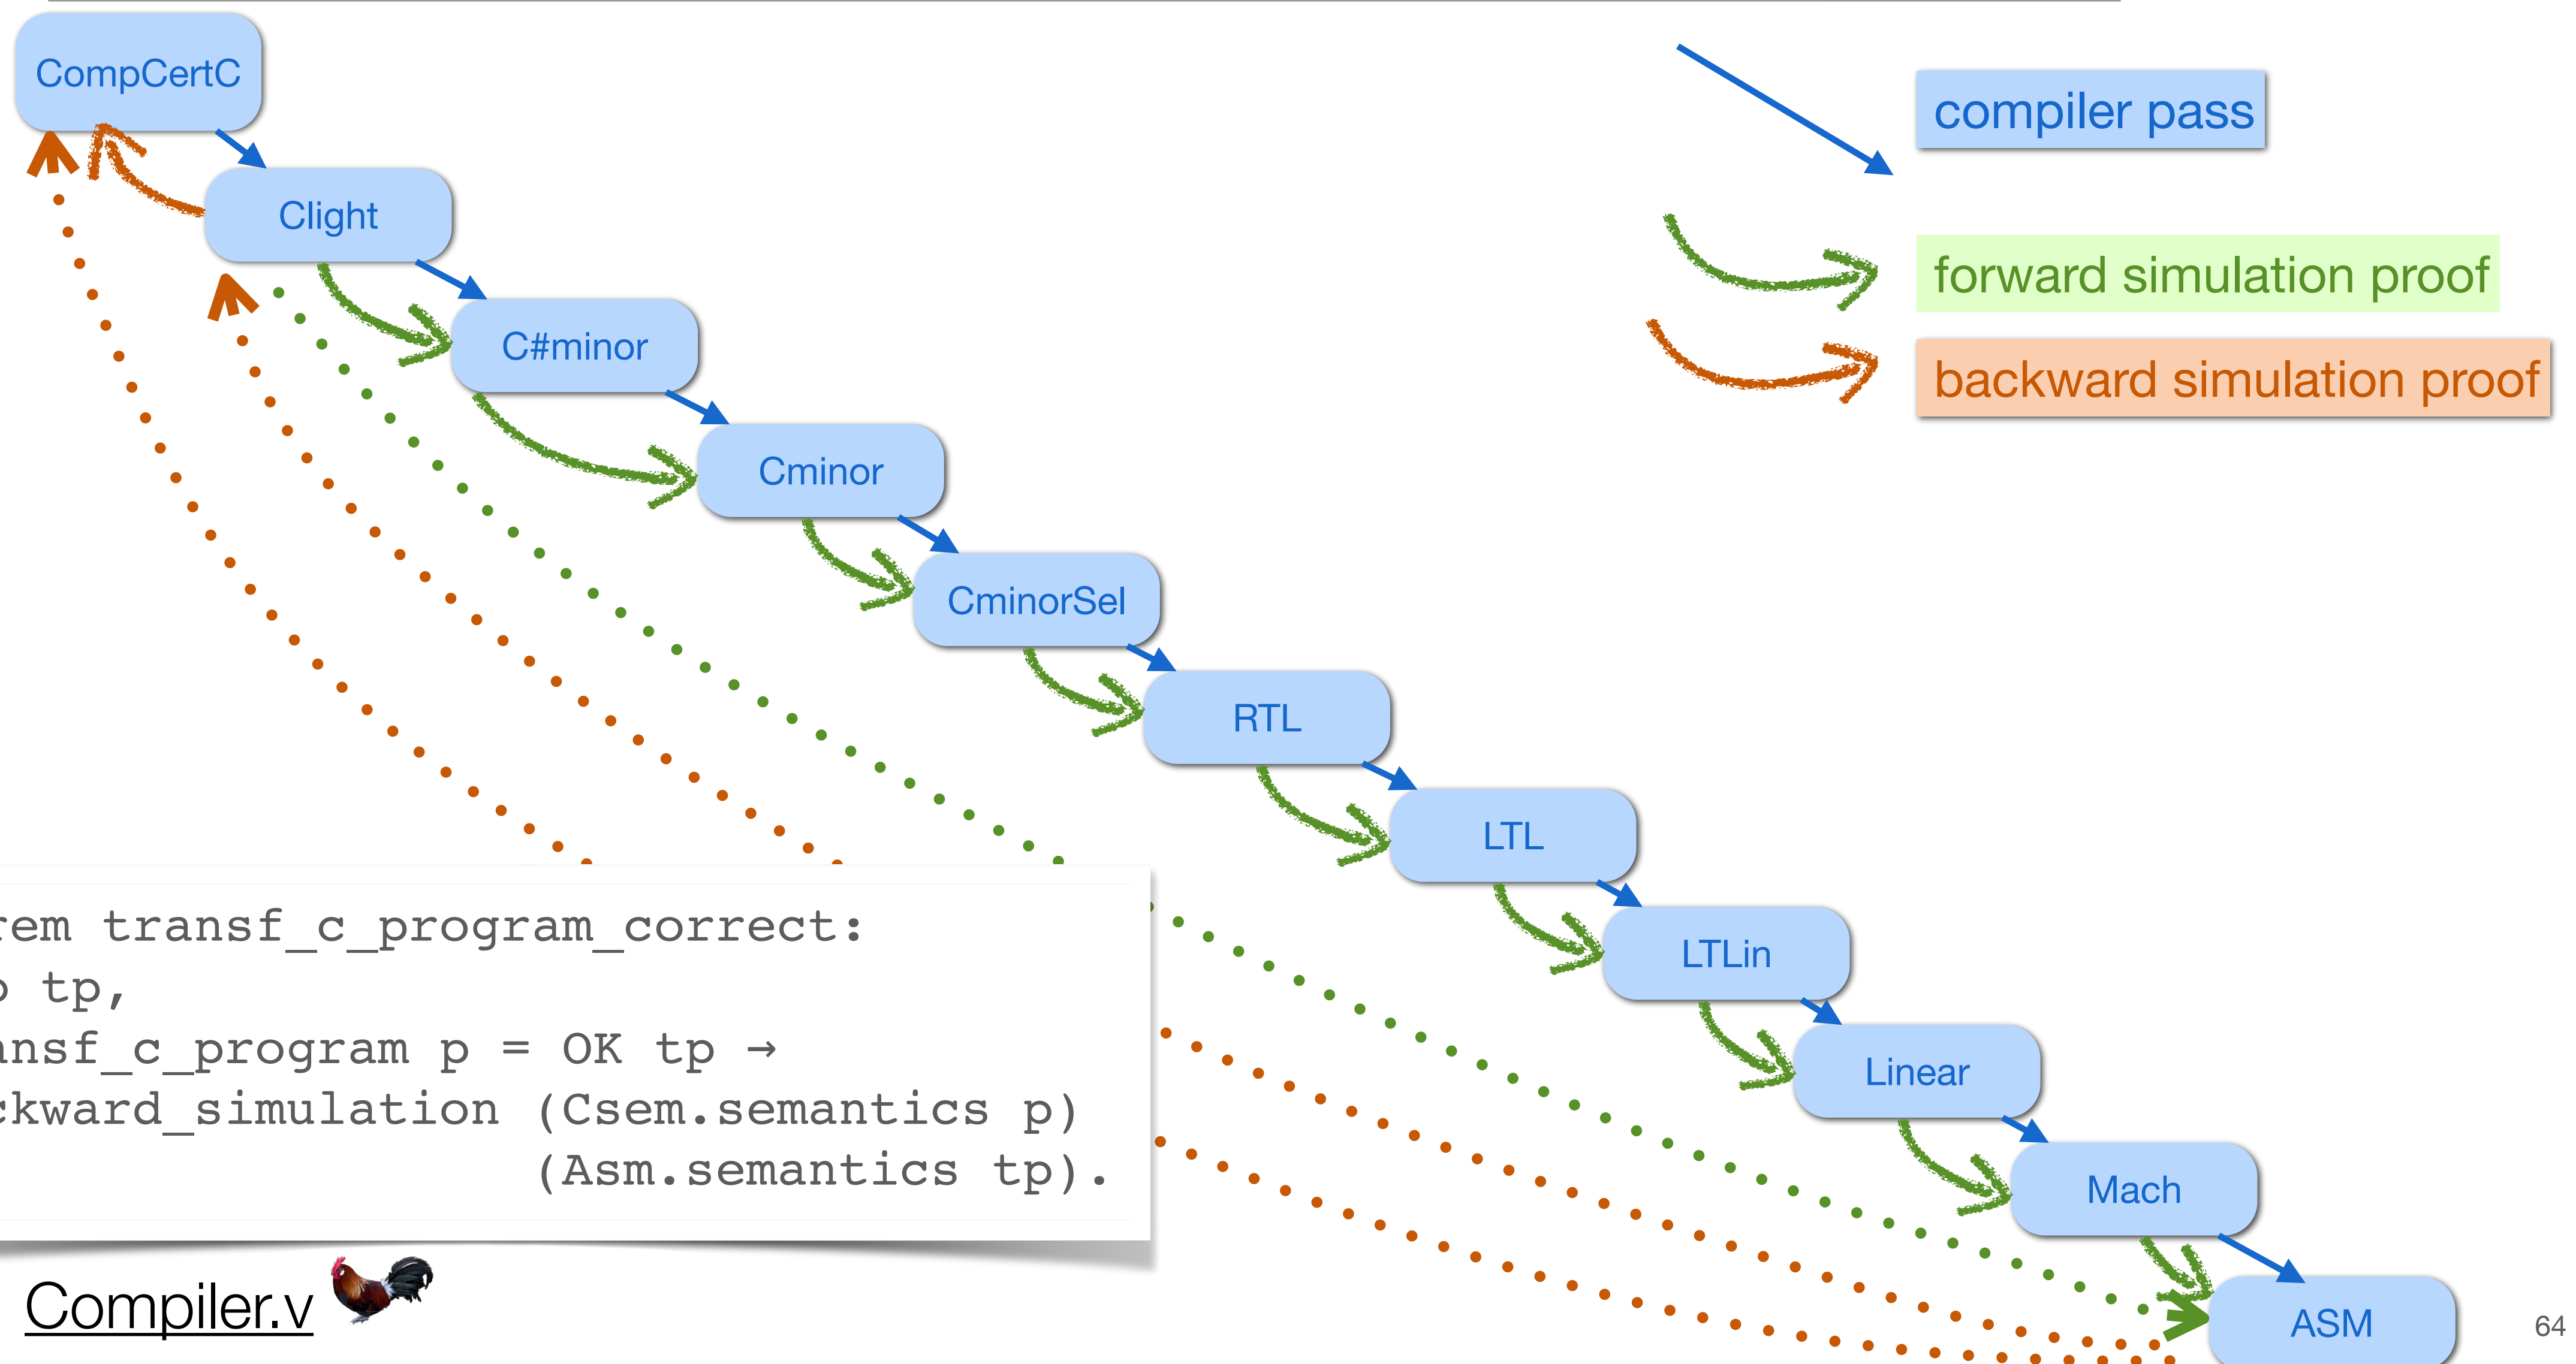 CompCertC
compiler pass
Clight
forward simulation proof
C#minor
backward simulation proof
Cminor
CminorSel
RTL
LTL
LTLin
Linear
Mach
ASM
rem transf_c_program_correct:
tp,
ansf_c_program p = OK tp →
ckward_simulation (Csem.semantics p)
(Asm.semantics tp).
Compiler.v
64